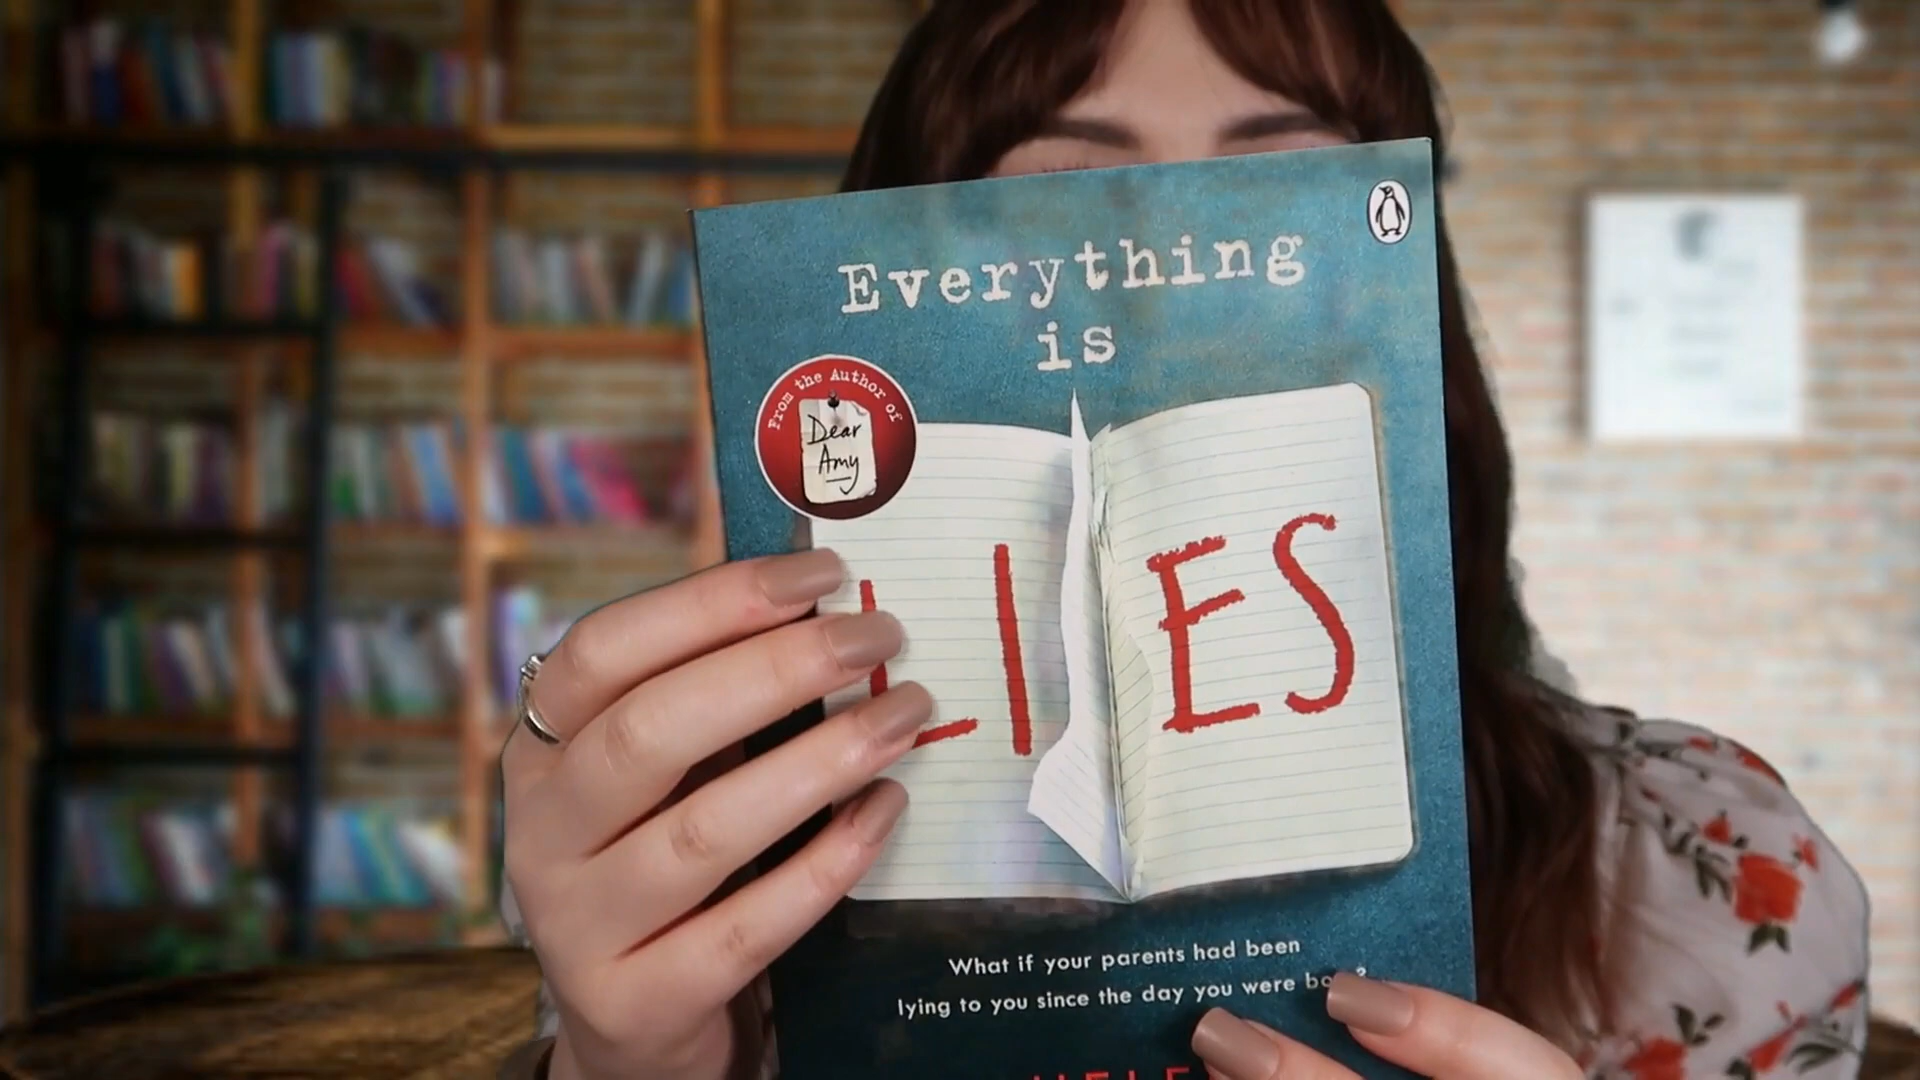 Everything
is
From the Author of
Dear
Amy
LIES
What if your parents had been
lying to you since the day you were